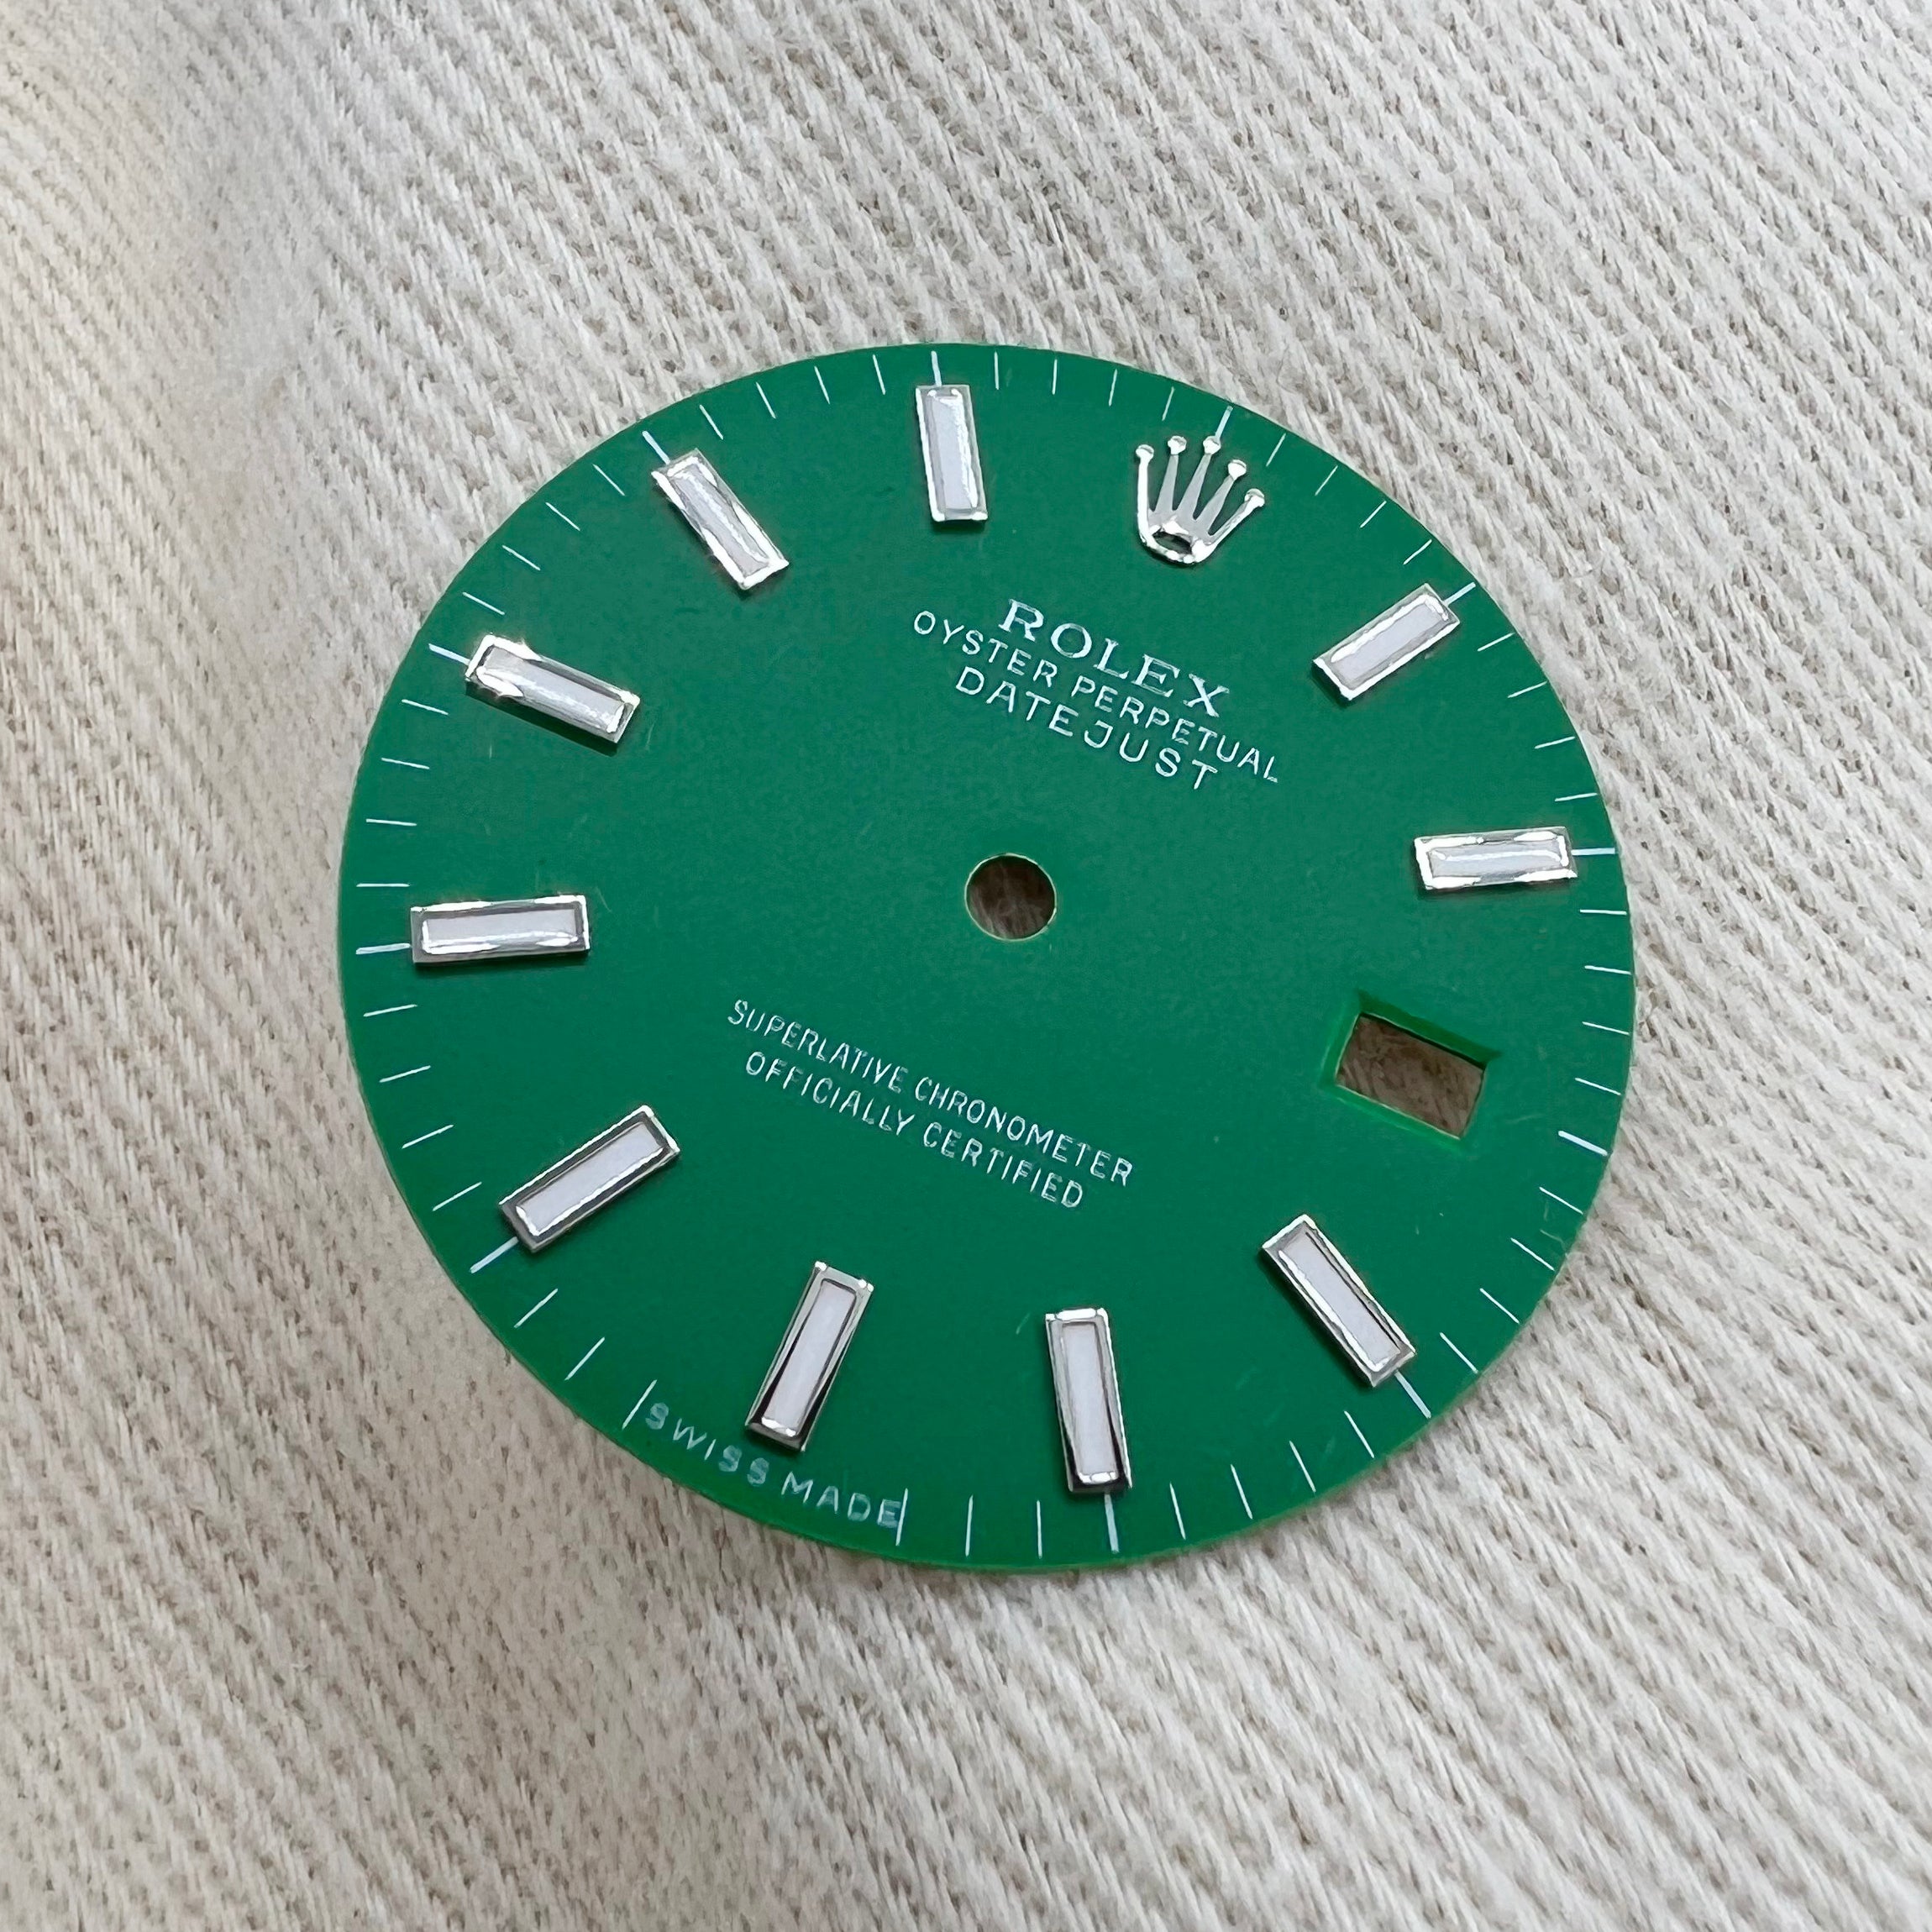 ROLEX
OYSTER PERPETUAL
DATEJUST
SUPERLATIVE CHRONOMETER
OFFICIALLY CERTIFIED
SWISS MADE